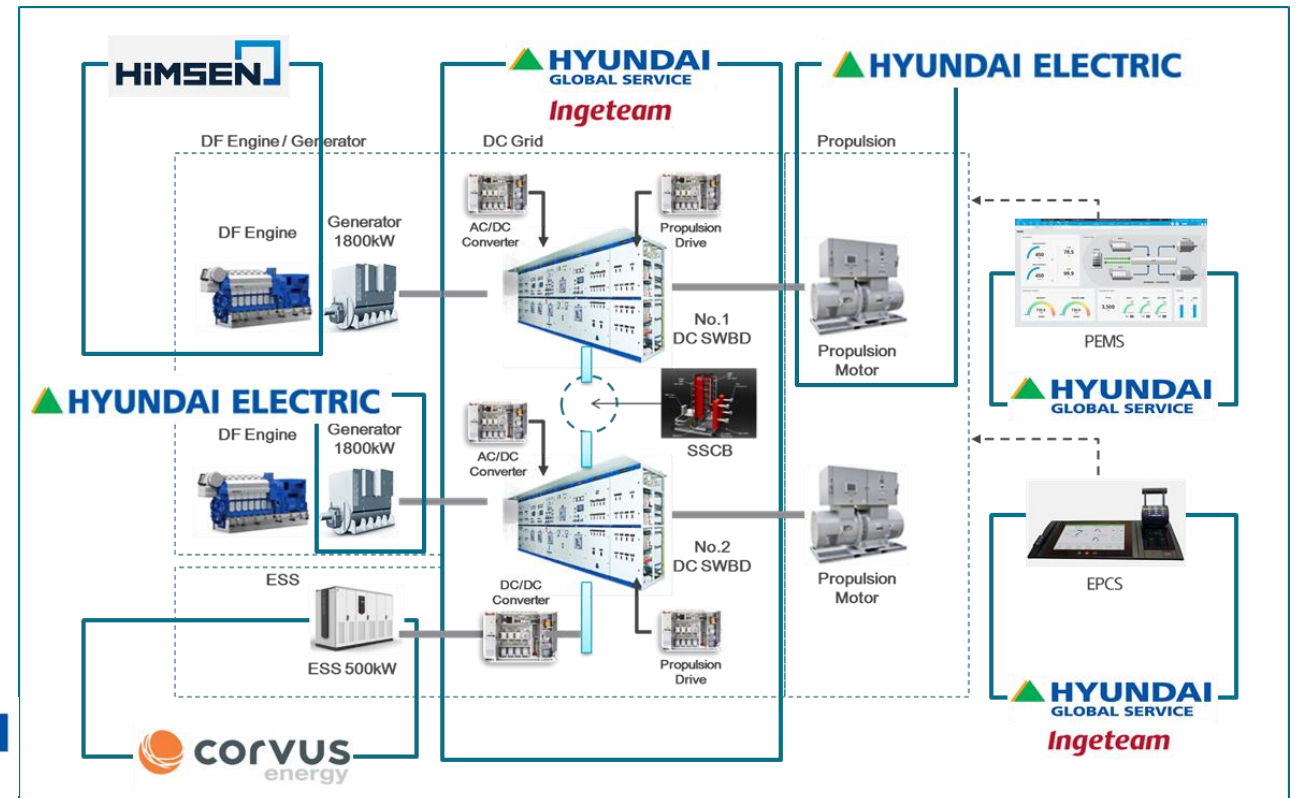 HiMSEN
HYUNDAI
GLOBAL SERVICE
Ingeteam
HYUNDAI ELECTRIC
DF Engine / Generator
DC Grid
Propulsion
AC/DC
Converter
Propulsion
Drive
DF Engine
Generator
1800kW
No.1
DC SWBD
Propulsion
Motor
PEMS
HYUNDAI
GLOBAL SERVICE
HYUNDAI ELECTRIC
DF Engine
Generator
1800kW
AC/DC
Converter
SSCB
No.2
DC SWBD
Propulsion
Motor
EPCS
ESS
DC/DC
Converter
ESS 500kW
Propulsion
Drive
HYUNDAI
GLOBAL SERVICE
Ingeteam
corvus
energy